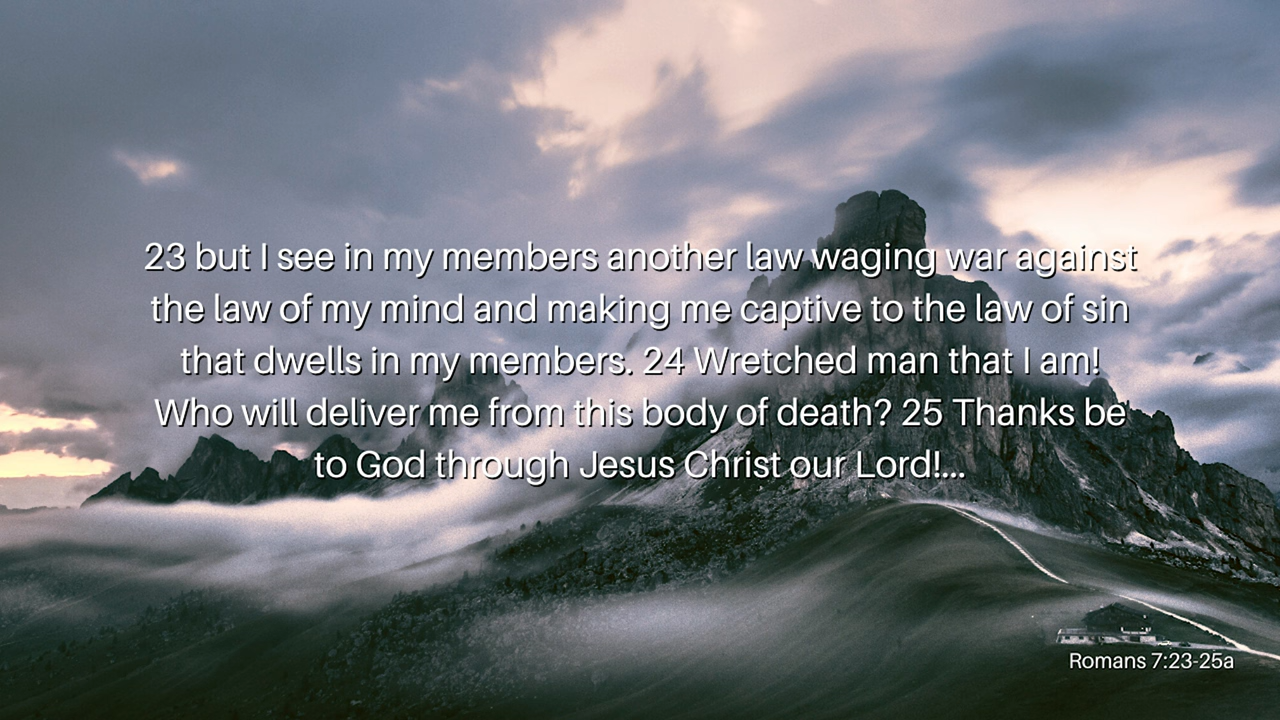 23 but I see in my members another law waging war against
the law of my mind and making me captive to the law of sin
that dwells in my members. 24 Wretched man that I am!
Who will deliver me from this body of death? 25 Thanks be
to God through Jesus Christ our Lord!...
Romans 7:23-25a